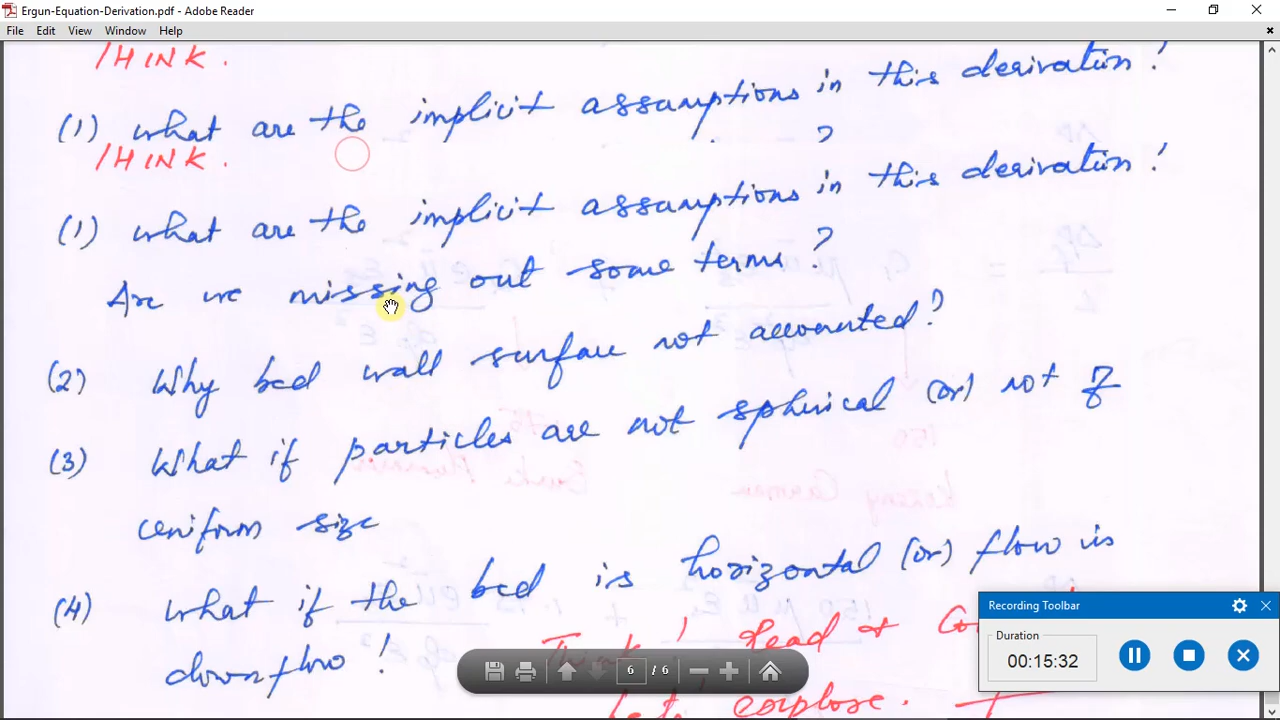 Ergun-Equation-Derivation.pdf - Adobe Reader
File Edit View Window Help
THINK.
(1) what are the implicit assumptions in this derivation?
THINK.
(1) what are the implicit assumptions in this derivation?
Are we missing out some terms?
(2) Why bed wall surface not accounted?
(3) What if particles are not spherical (or) not of
uniform size
(4) what if the bed is horizontal (or) flow is
downflow!
Read &
Lets explore.
6 / 6
Recording Toolbar
Duration
00:15:32